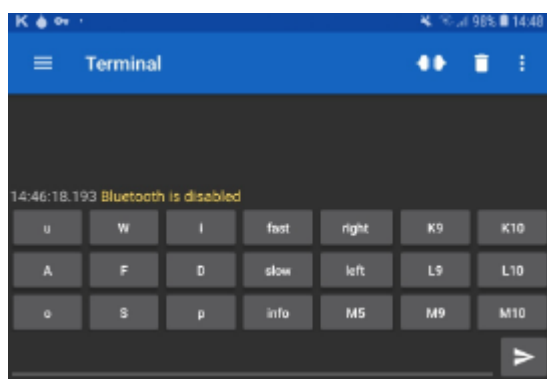 K 98% 14:48
Terminal
14:46:18.193 Bluetooth is disabled
u W I fast right K9 K10
A F D slow left L9 L10
o S p info M5 M9 M10